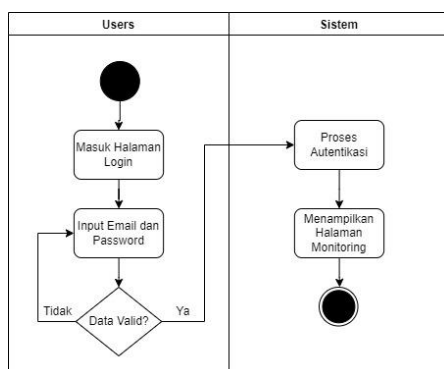 Users
Sistem
Masuk Halaman
Login
Input Email dan
Password
Tidak
Data Valid?
Ya
Proses
Autentikasi
Menampilkan
Halaman
Monitoring